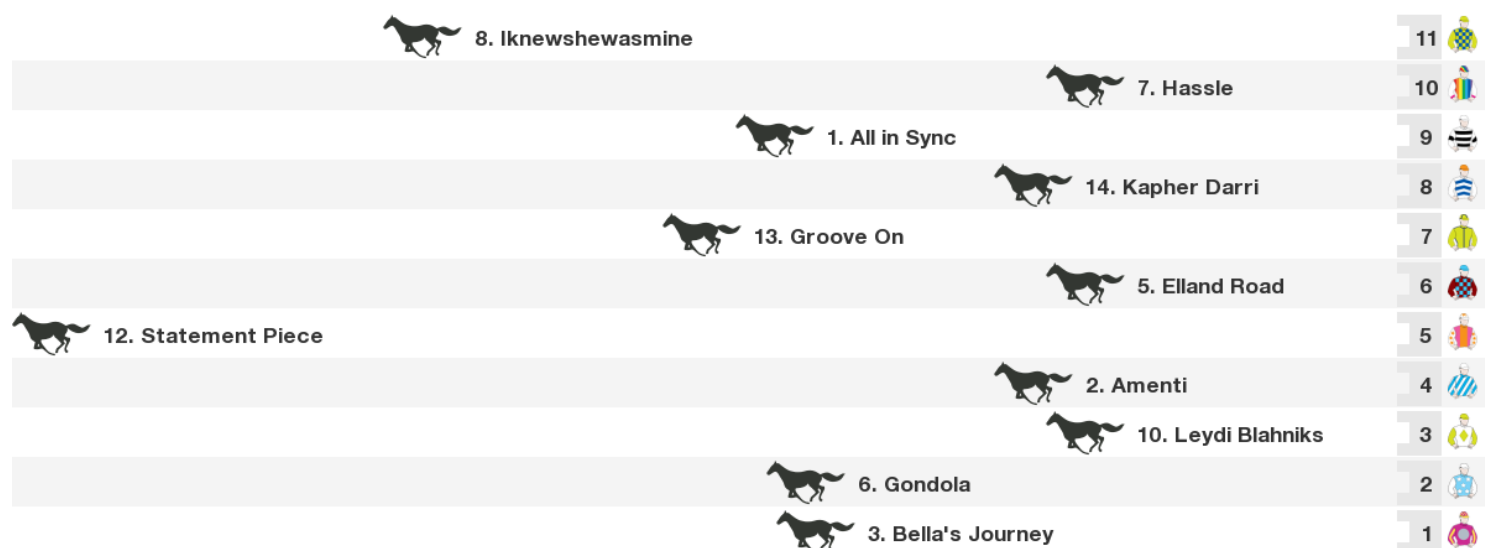 8. Iknewshewasmine 11
7. Hassle 10
1. All in Sync 9
14. Kapher Darri 8
13. Groove On 7
5. Elland Road 6
12. Statement Piece 5
2. Amenti 4
10. Leydi Blahniks 3
6. Gondola 2
3. Bella's Journey 1